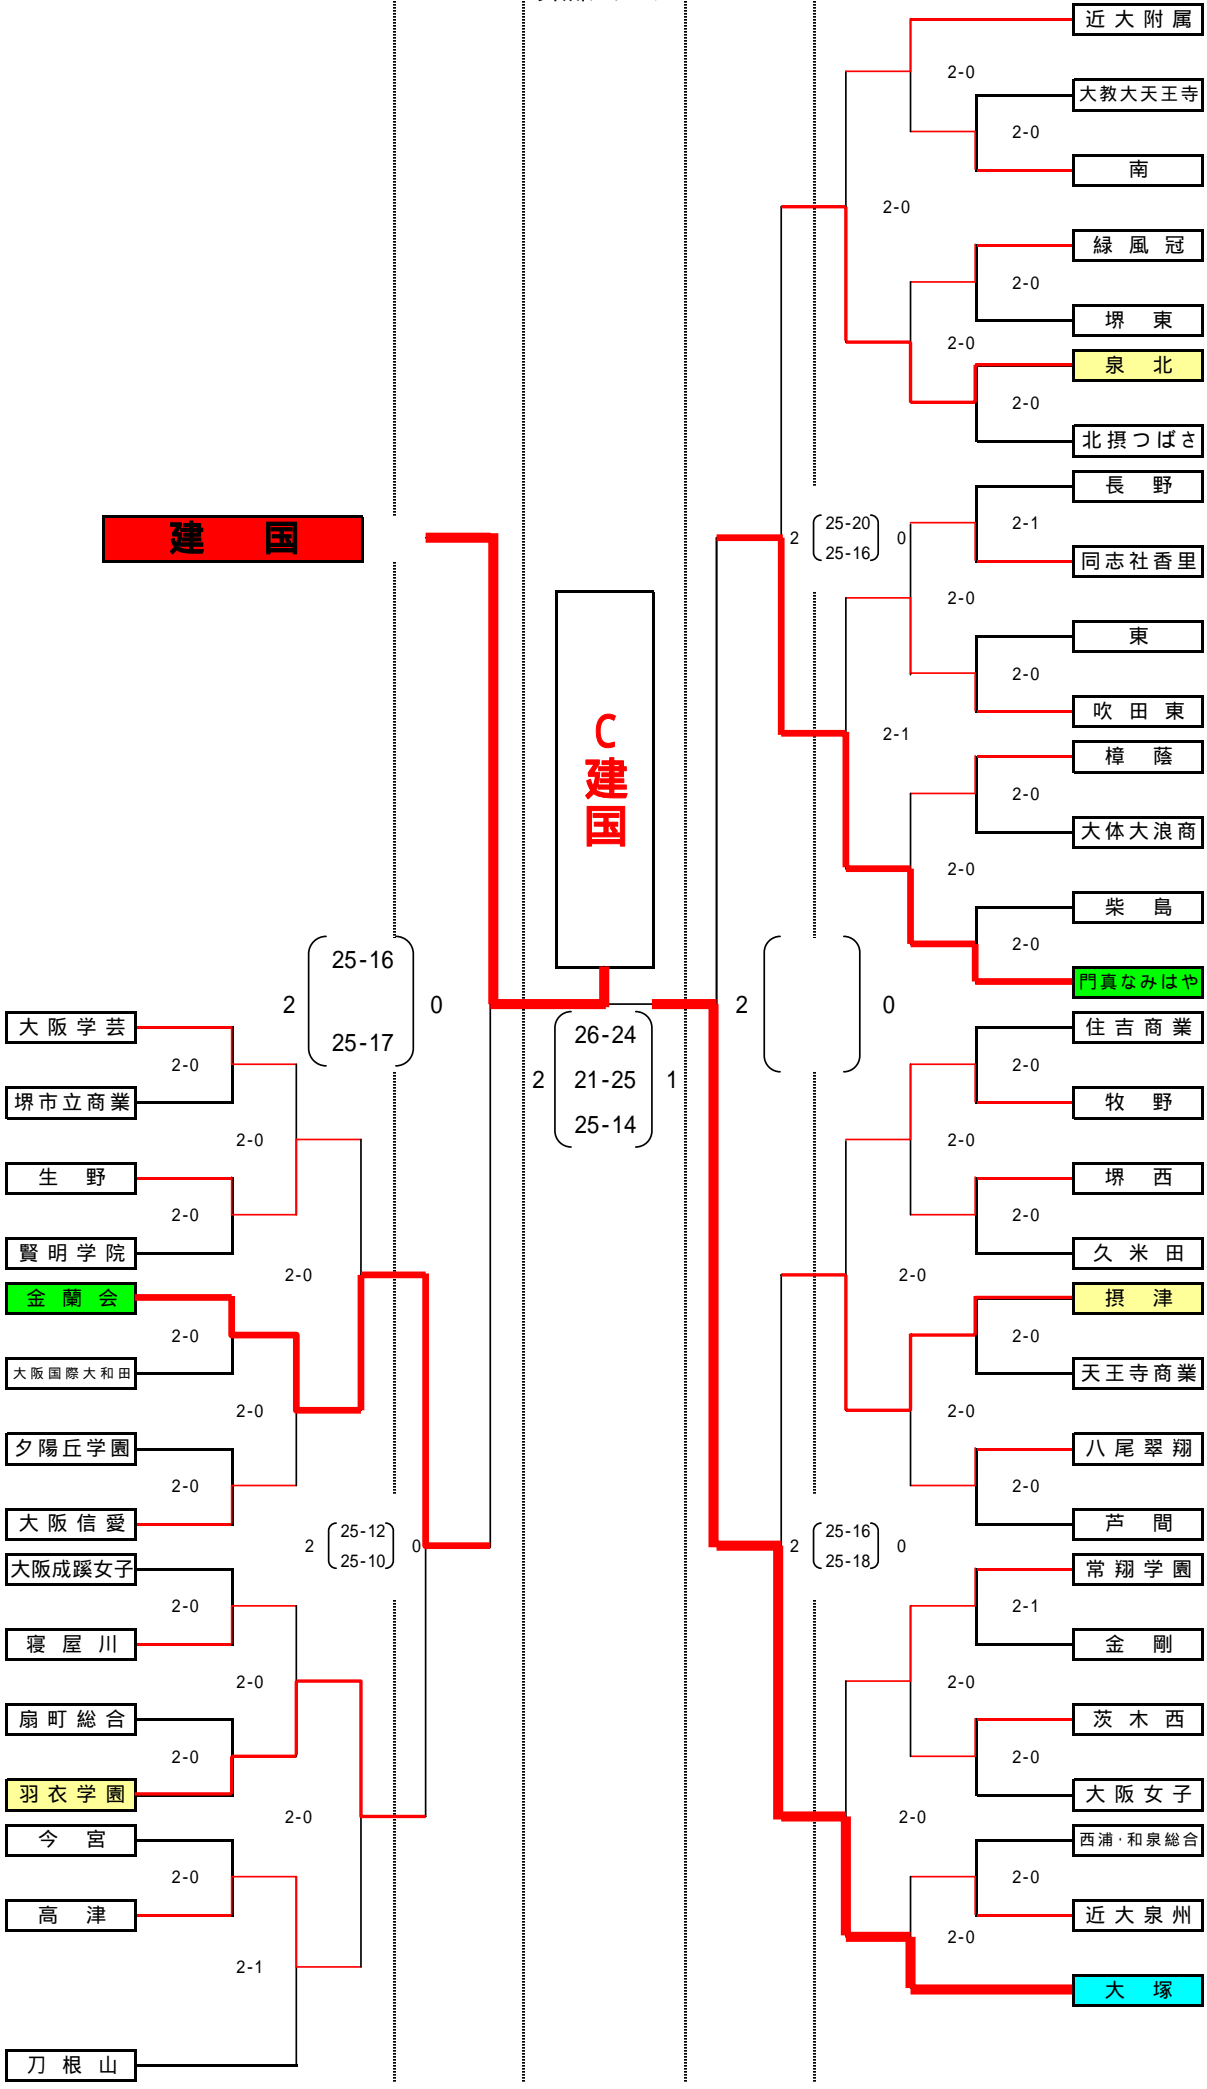 近大附属
2-0
大教大天王寺
2-0
南
2-0
緑風冠
2-0
堺東
2-0
泉北
2-0
北摂つばさ
長野
2-1
同志社香里
2 25-20 0
25-16
2-0
東
2-0
吹田東
2-1
樟蔭
2-0
大体大浪商
2-0
柴島
2-0
門真なみはや
建国
C
建
国
25-16
2 0
25-17
26-24
2 21-25 1
25-14
2 0
大阪学芸
2-0
堺市立商業
2-0
生野
2-0
賢明学院
2-0
金蘭会
2-0
大阪国際大和田
2-0
夕陽丘学園
2-0
大阪信愛
2 25-12 0
25-10
大阪成蹊女子
2-0
寝屋川
2-0
扇町総合
2-0
羽衣学園
2-0
今宮
2-0
高津
2-1
刀根山
住吉商業
2-0
牧野
2-0
堺西
2-0
久米田
2-0
摂津
2-0
天王寺商業
2-0
八尾翠翔
2-0
芦間
2 25-16 0
25-18
常翔学園
2-1
金剛
2-0
茨木西
2-0
大阪女子
2-0
西浦・和泉総合
2-0
近大泉州
2-0
大塚